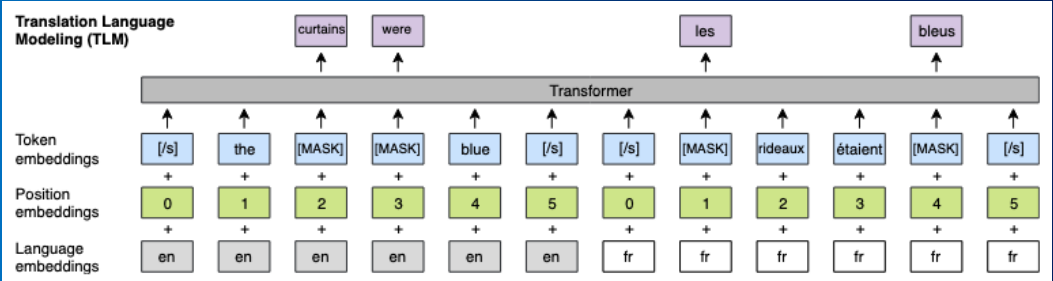 Translation Language
Modeling (TLM)
curtains were les bleus
Transformer
Token
embeddings
[/s] the [MASK] [MASK] blue [/s] [/s] [MASK] rideaux étaient [MASK] [/s]
+ + + + + + + + + + + +
Position
embeddings
0 1 2 3 4 5 0 1 2 3 4 5
+ + + + + + + + + + + +
Language
embeddings
en en en en en en fr fr fr fr fr fr